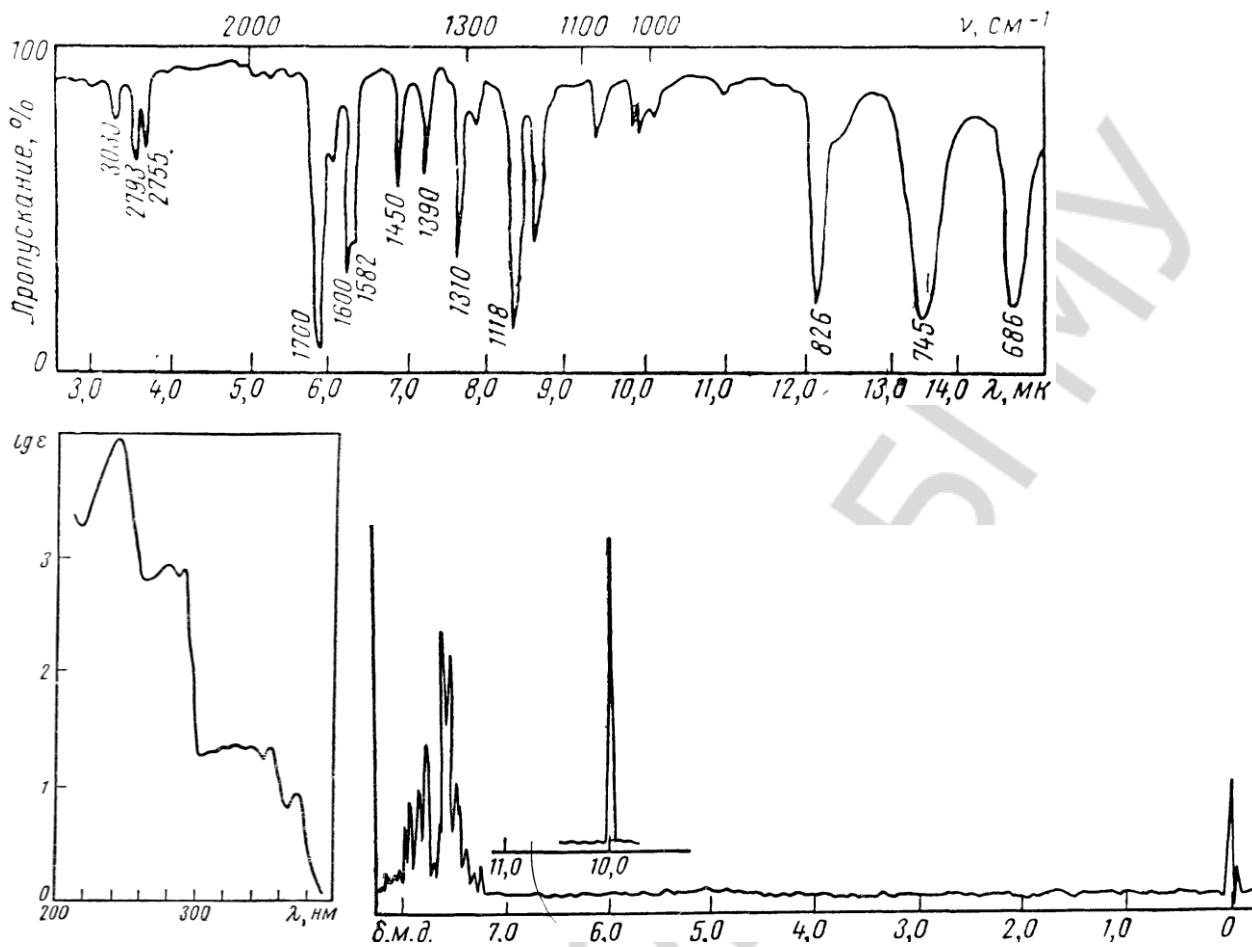 2000 1300 1100 1000 ν, см⁻¹
100
Пропускание, %
0
3030 2793 2755. 1700 1600 1582 1450 1390 1310 1118 826 745 686
3,0 4,0 5,0 6,0 7,0 8,0 9,0 10,0 11,0 12,0 13,0 14,0 λ, мк
lg ε
3
2
1
0
200 300 λ, нм
11,0 10,0
δ.м.д. 7,0 6,0 5,0 4,0 3,0 2,0 1,0 0
БГМУ